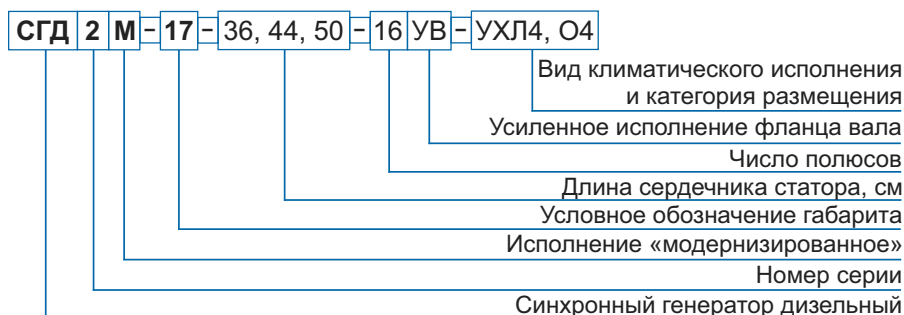 СГД 2 М - 17 - 36, 44, 50 - 16 УВ - УХЛ4, О4
Вид климатического исполнения
и категория размещения
Усиленное исполнение фланца вала
Число полюсов
Длина сердечника статора, см
Условное обозначение габарита
Исполнение «модернизированное»
Номер серии
Синхронный генератор дизельный